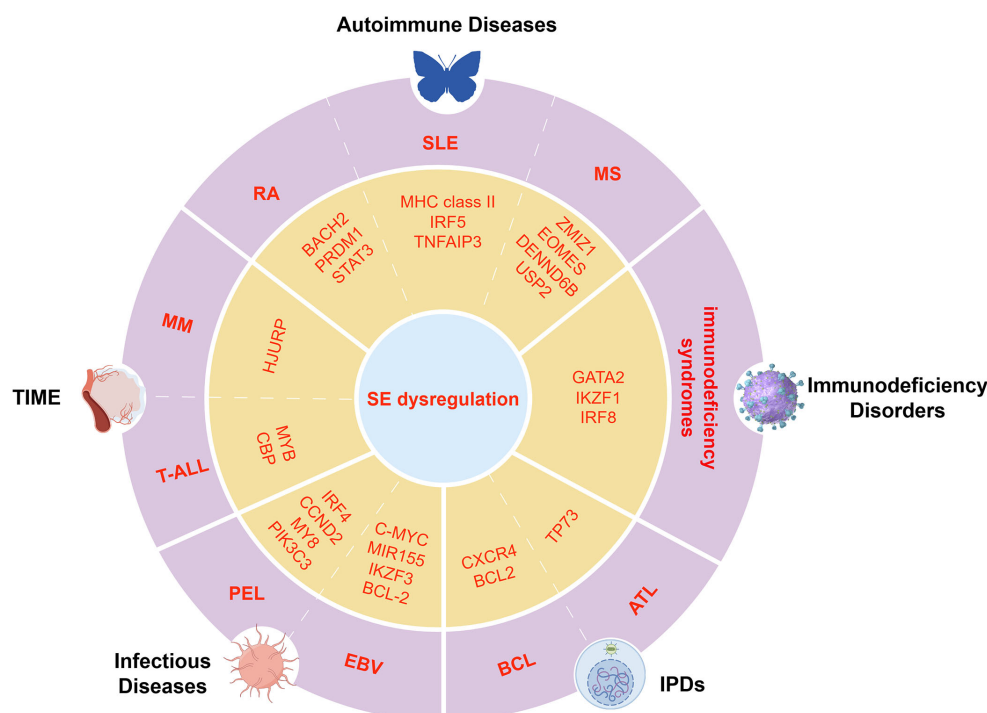 Autoimmune Diseases
SLE
RA
MS
MHC class II
IRF5
TNFAIP3
BACH2
PRDM1
STAT3
ZMIZ1
EOMES
DENND6B
USP2
MM
HJURP
immunodeficiency
syndromes
TIME
SE dysregulation
GATA2
IKZF1
IRF8
Immunodeficiency
Disorders
T-ALL
MYB
CBP
IRF4
CCND2
MY8
PIK3C3
C-MYC
MIR155
IKZF3
BCL-2
CXCR4
BCL2
TP73
PEL
EBV
BCL
ATL
Infectious
Diseases
IPDs